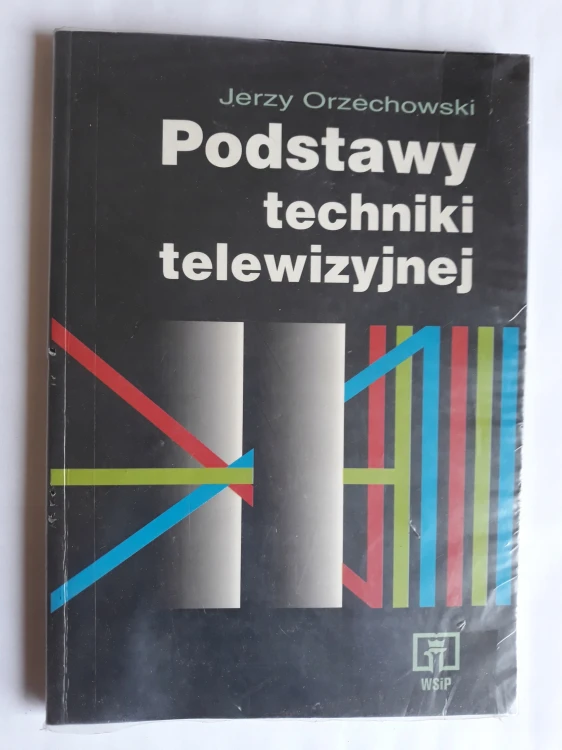 Jerzy Orzechowski
Podstawy
techniki
telewizyjnej
WSiP